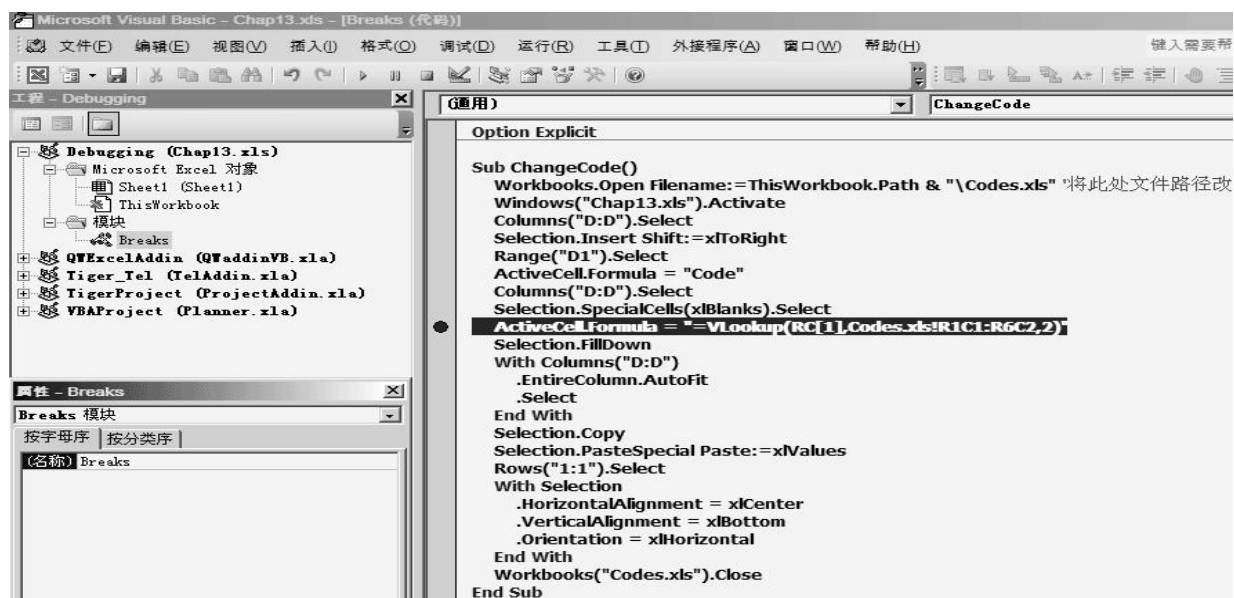 Microsoft Visual Basic - Chap13.xls - [Breaks (代码)]
文件(F) 编辑(E) 视图(V) 插入(I) 格式(O) 调试(D) 运行(R) 工具(T) 外接程序(A) 窗口(W) 帮助(H) 键入需要帮
工程 - Debugging
Debugging (Chap13.xls)
Microsoft Excel 对象
Sheet1 (Sheet1)
ThisWorkbook
模块
Breaks
QWExcelAddin (QWaddinVB.xla)
Tiger_Tel (TelAddin.xla)
TigerProject (ProjectAddin.xla)
VBAProject (Planner.xla)
属性 - Breaks
Breaks 模块
按字母序 按分类序
(名称) Breaks
(通用) ChangeCode
Option Explicit
Sub ChangeCode()
Workbooks.Open Filename:=ThisWorkbook.Path & "\Codes.xls" '将此处文件路径改
Windows("Chap13.xls").Activate
Columns("D:D").Select
Selection.Insert Shift:=xlToRight
Range("D1").Select
ActiveCell.Formula = "Code"
Columns("D:D").Select
Selection.SpecialCells(xlBlanks).Select
ActiveCell.Formula = "=VLookup(RC[1],Codes.xls!R1C1:R6C2,2)"
Selection.FillDown
With Columns("D:D")
.EntireColumn.AutoFit
.Select
End With
Selection.Copy
Selection.PasteSpecial Paste:=xlValues
Rows("1:1").Select
With Selection
.HorizontalAlignment = xlCenter
.VerticalAlignment = xlBottom
.Orientation = xlHorizontal
End With
Workbooks("Codes.xls").Close
End Sub